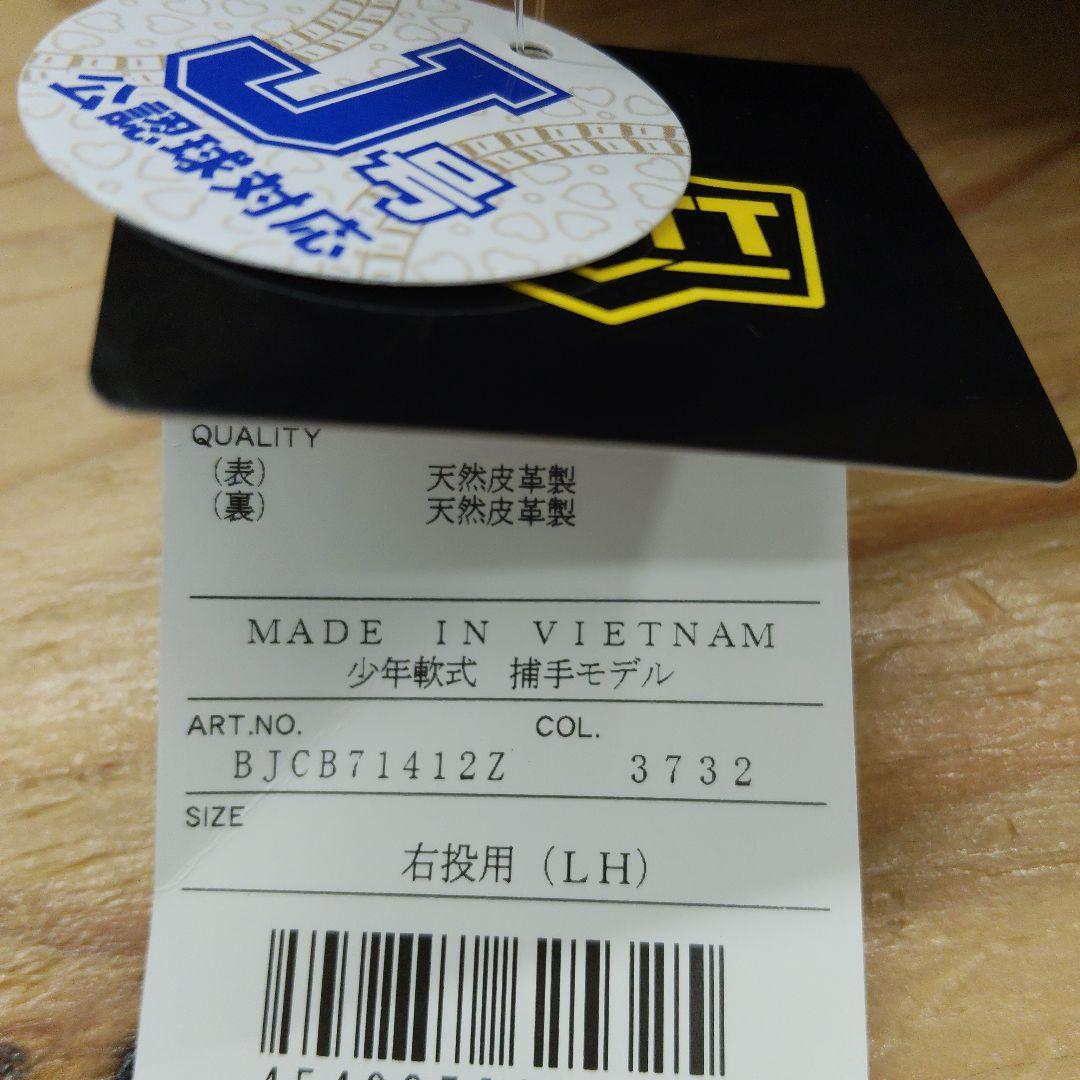 J号
公認球対応
TT
QUALITY
(表) 天然皮革製
(裏) 天然皮革製
MADE IN VIETNAM
少年軟式 捕手モデル
ART.NO. COL.
BJCB71412Z 3732
SIZE
右投用(LH)